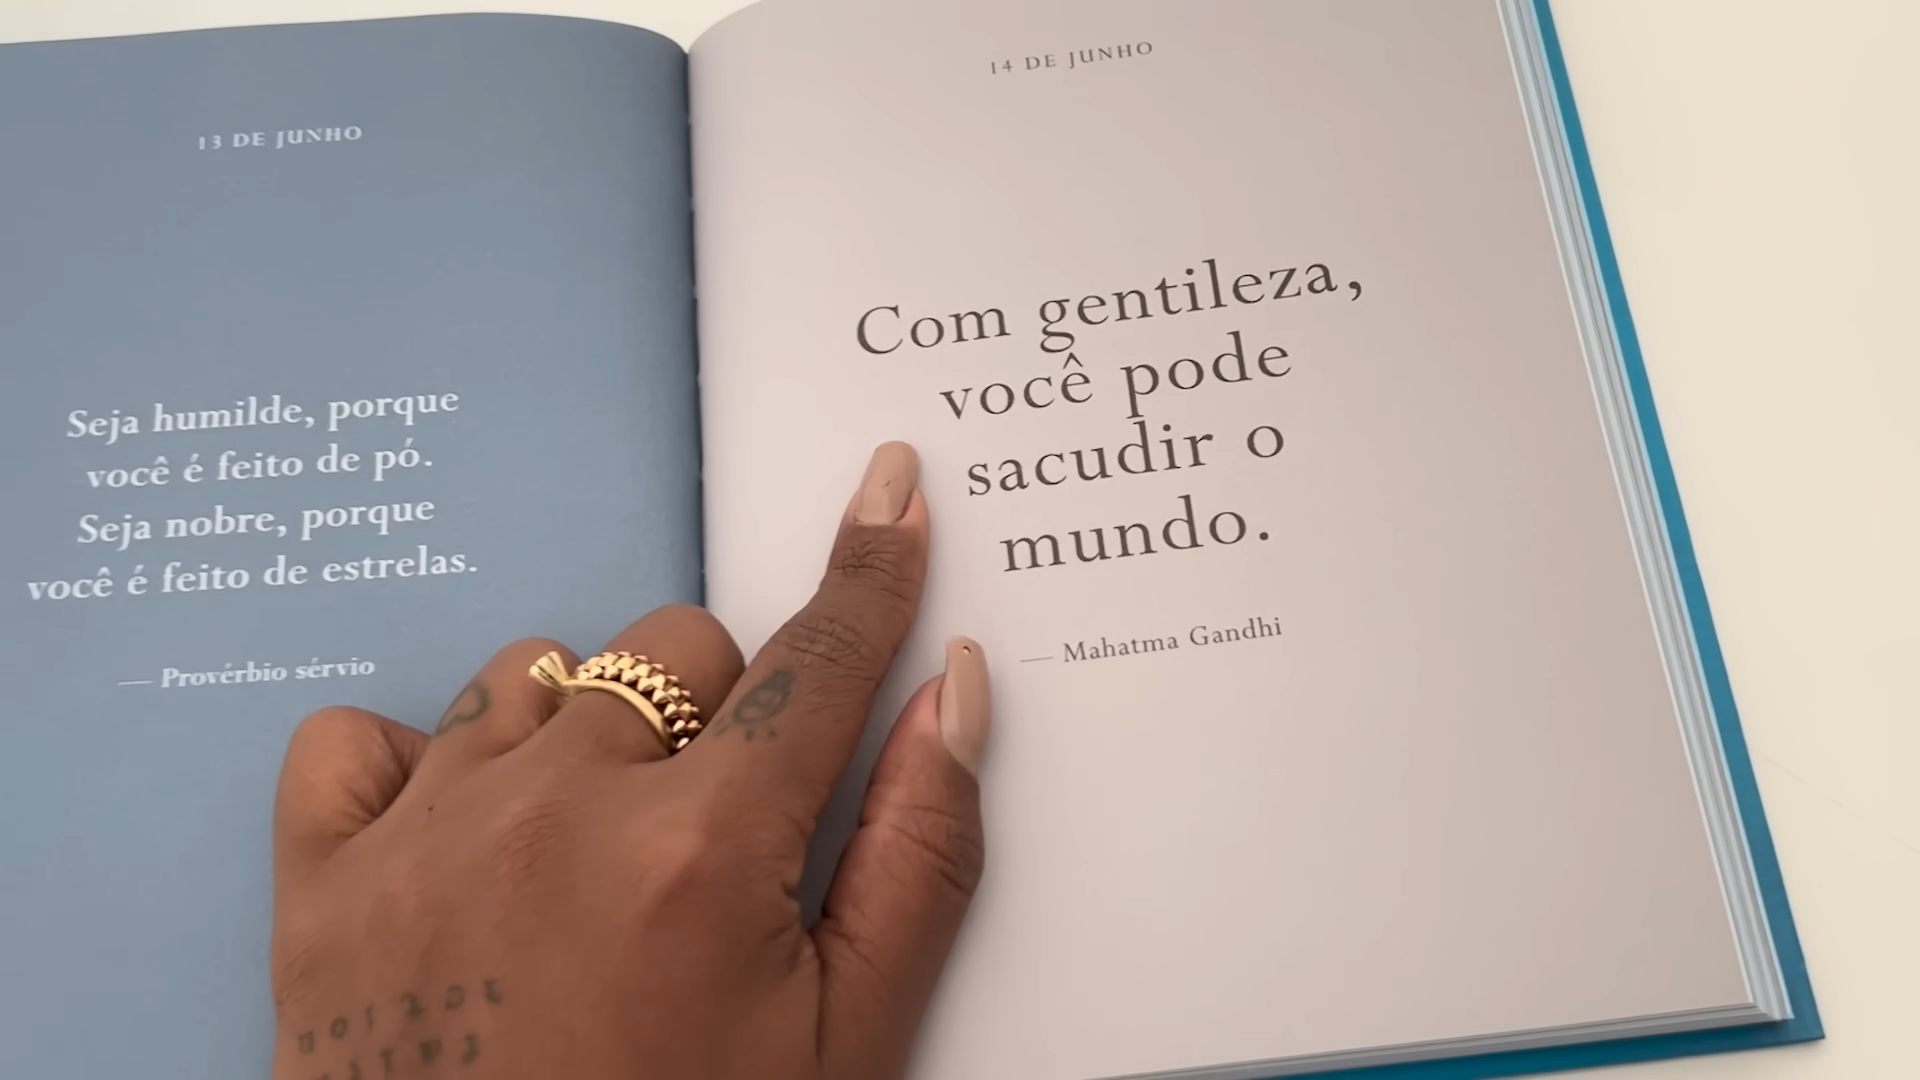 13 DE JUNHO
Seja humilde, porque
você é feito de pó.
Seja nobre, porque
você é feito de estrelas.
— Provérbio sérvio
14 DE JUNHO
Com gentileza,
você pode
sacudir o
mundo.
— Mahatma Gandhi